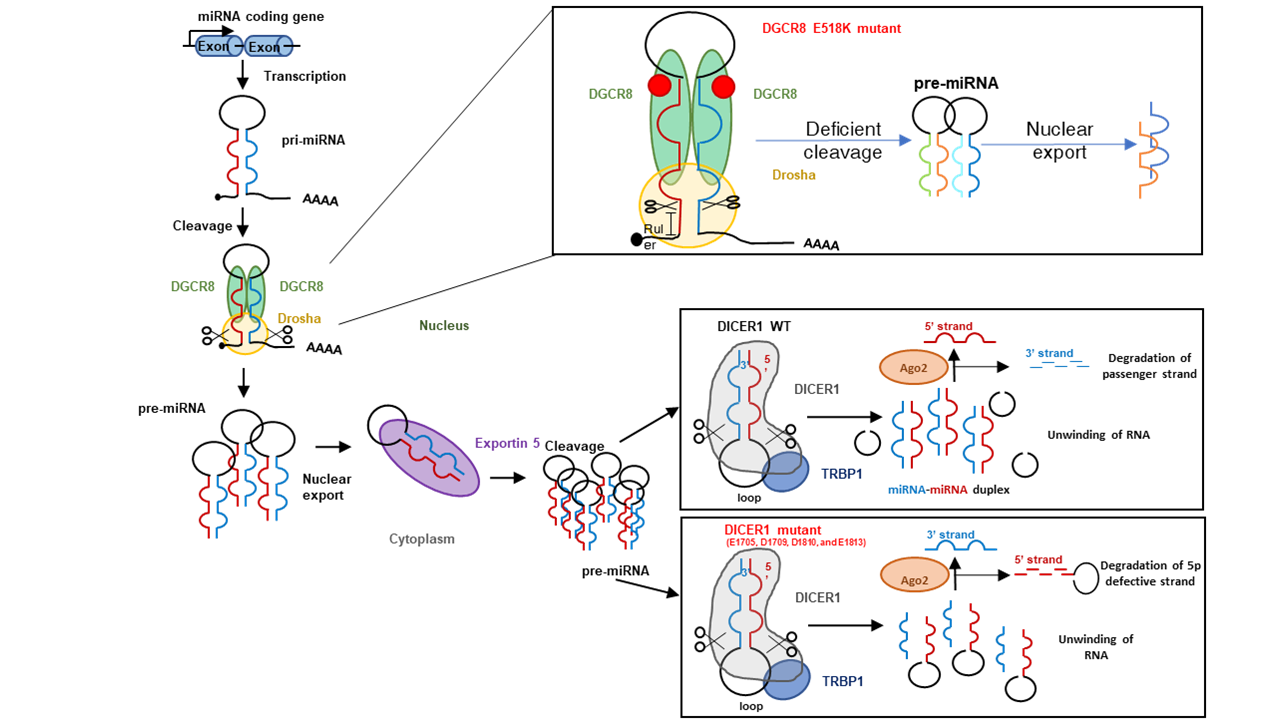 miRNA coding gene
Exon
Exon
Transcription
pri-miRNA
AAAA
Cleavage
DGCR8
DGCR8
Drosha
AAAA
Nucleus
pre-miRNA
Nuclear
export
Exportin 5
Cytoplasm
Cleavage
pre-miRNA
DGCR8 E518K mutant
DGCR8
DGCR8
Deficient
cleavage
Drosha
Rul
er
AAAA
pre-miRNA
Nuclear
export
DICER1 WT
3'
5
'
DICER1
TRBP1
loop
5' strand
Ago2
3' strand
Degradation of
passenger strand
Unwinding of RNA
miRNA-miRNA duplex
DICER1 mutant
(E1705, D1709, D1810, and E1813)
3'
5
'
DICER1
TRBP1
loop
3' strand
Ago2
5' strand
Degradation of 5p
defective strand
Unwinding of
RNA